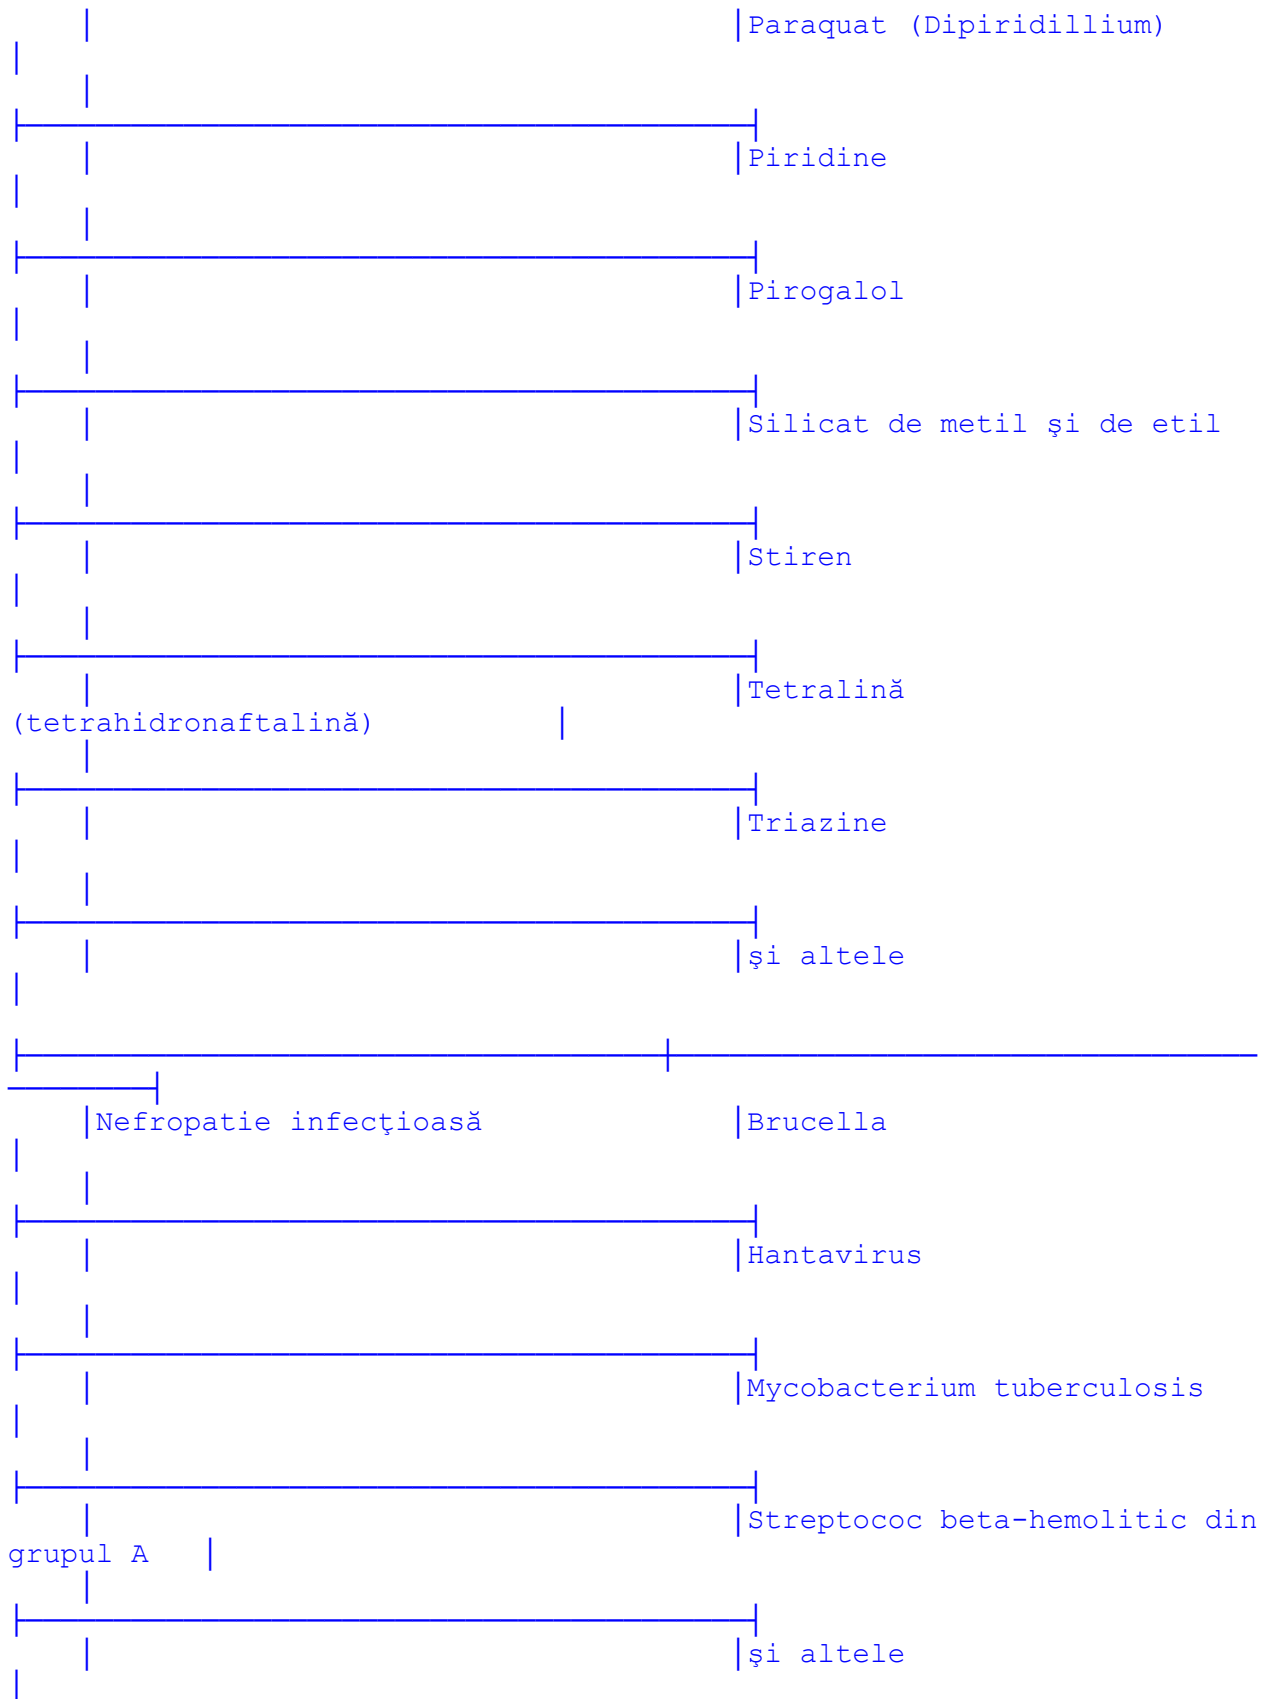 Paraquat (Dipiridillium)
Piridine
Pirogalol
Silicat de metil şi de etil
Stiren
Tetralină
(tetrahidronaftalină)
Triazine
şi altele
Nefropatie infecţioasă Brucella
Hantavirus
Mycobacterium tuberculosis
Streptococ beta-hemolitic din
grupul A
şi altele